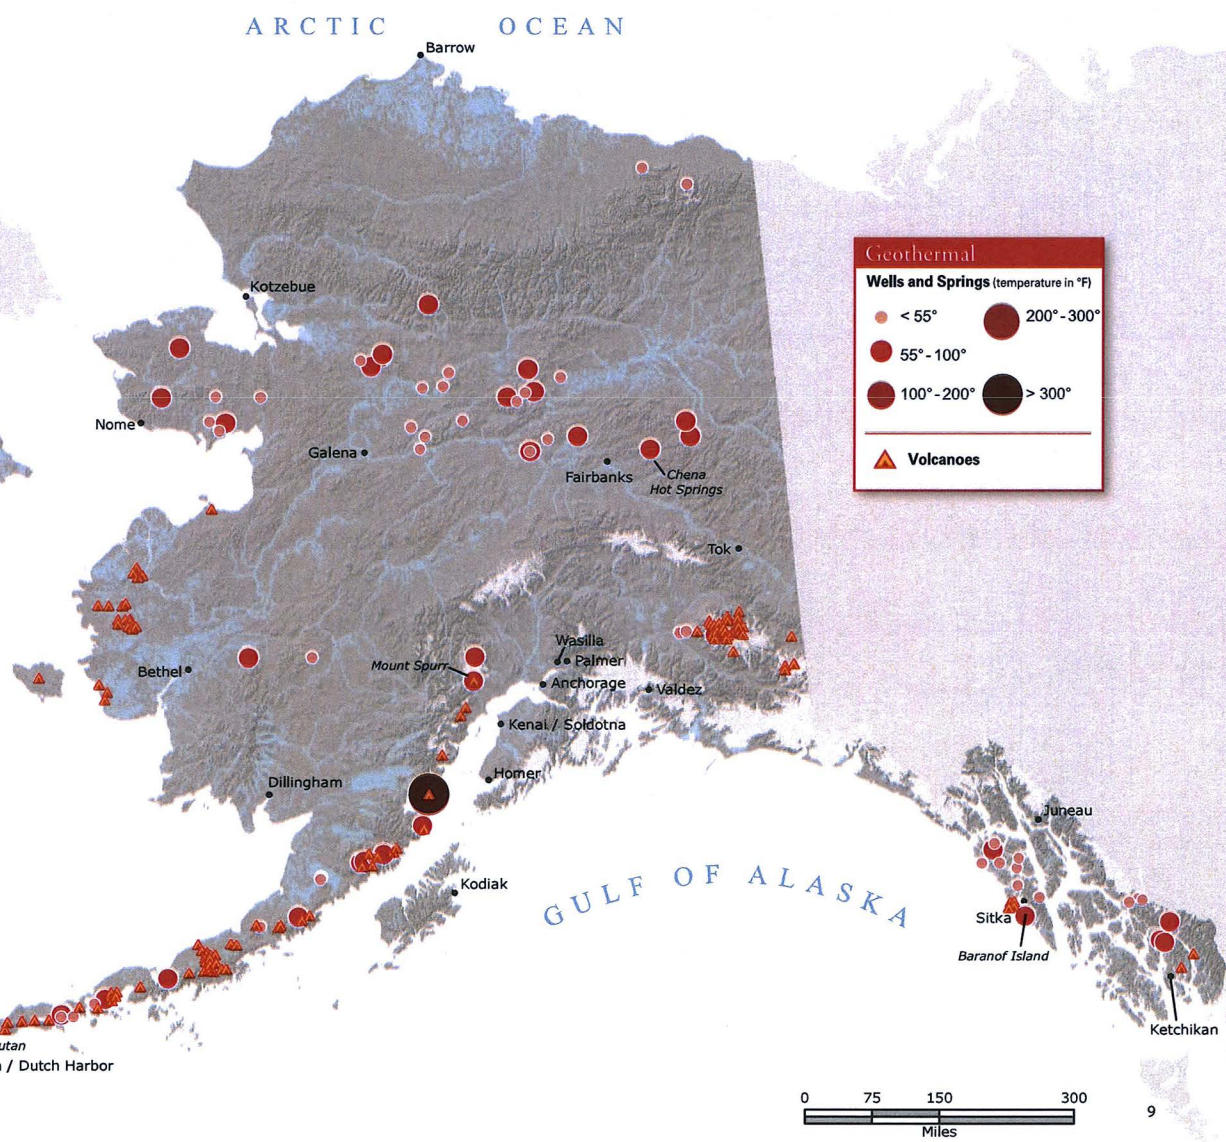 ARCTIC OCEAN
Barrow
Kotzebue
Geothermal
Wells and Springs (temperature in °F)
< 55°
200°-300°
55°-100°
100°-200°
> 300°
Volcanoes
Nome
Galena
Fairbanks
Chena
Hot Springs
Tok
Wasilla
Palmer
Mount Spurr
Bethel
Anchorage
Valdez
Kenai / Soldotna
Homer
Dillingham
Juneau
Kodiak
GULF OF ALASKA
Sitka
Baranof Island
Ketchikan
utan
/ Dutch Harbor
0 75 150 300
Miles
9